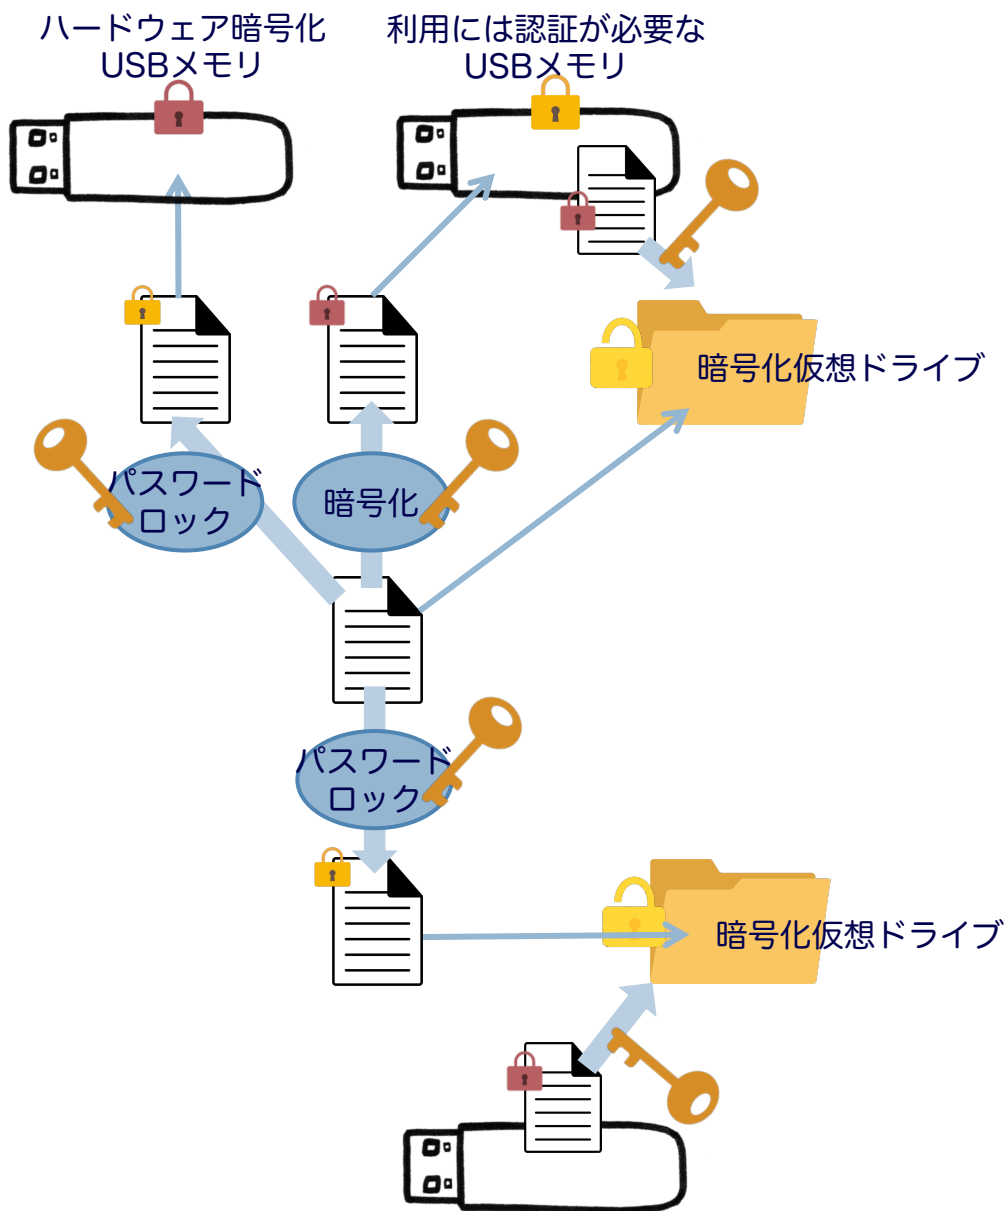 ハードウェア暗号化
USBメモリ
利用には認証が必要な
USBメモリ
暗号化仮想ドライブ
パスワード
ロック
暗号化
パスワード
ロック
暗号化仮想ドライブ